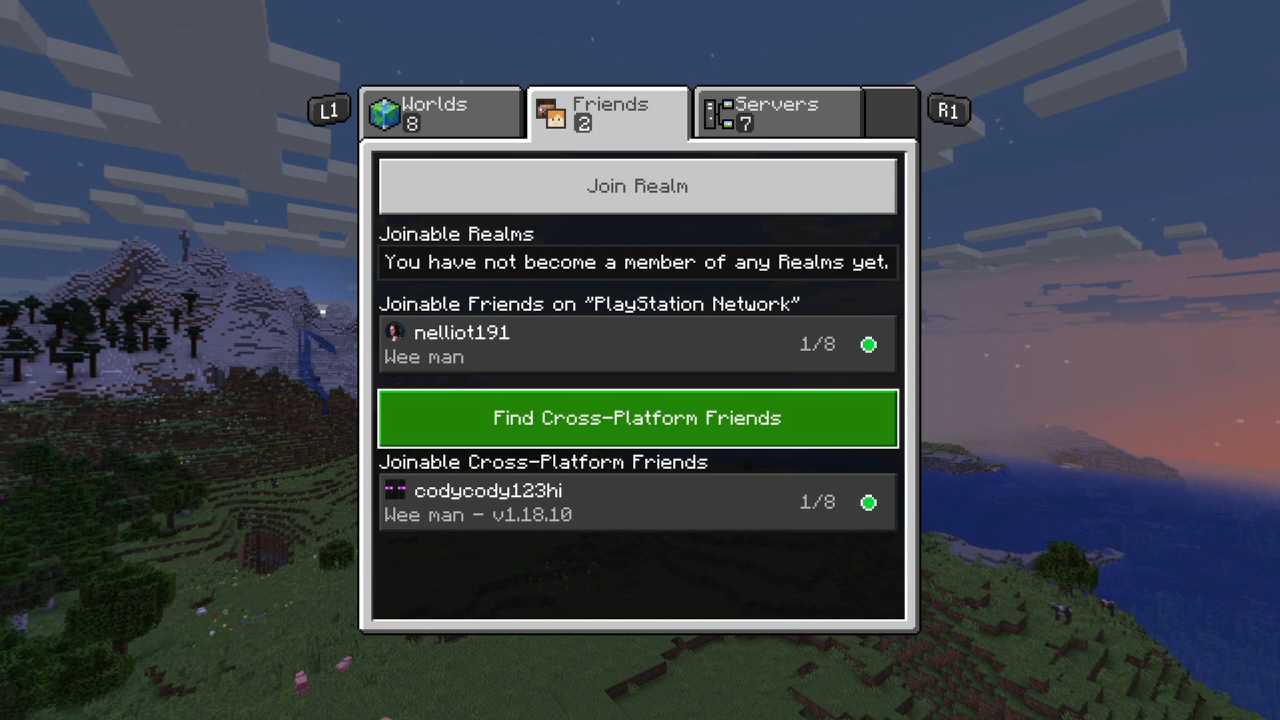 L1
Worlds
8
Friends
2
Servers
7
R1
Join Realm
Joinable Realms
You have not become a member of any Realms yet.
Joinable Friends on "PlayStation Network"
nelliot191
Wee man
1/8
Find Cross-Platform Friends
Joinable Cross-Platform Friends
codycody123hi
Wee man - v1.18.10
1/8